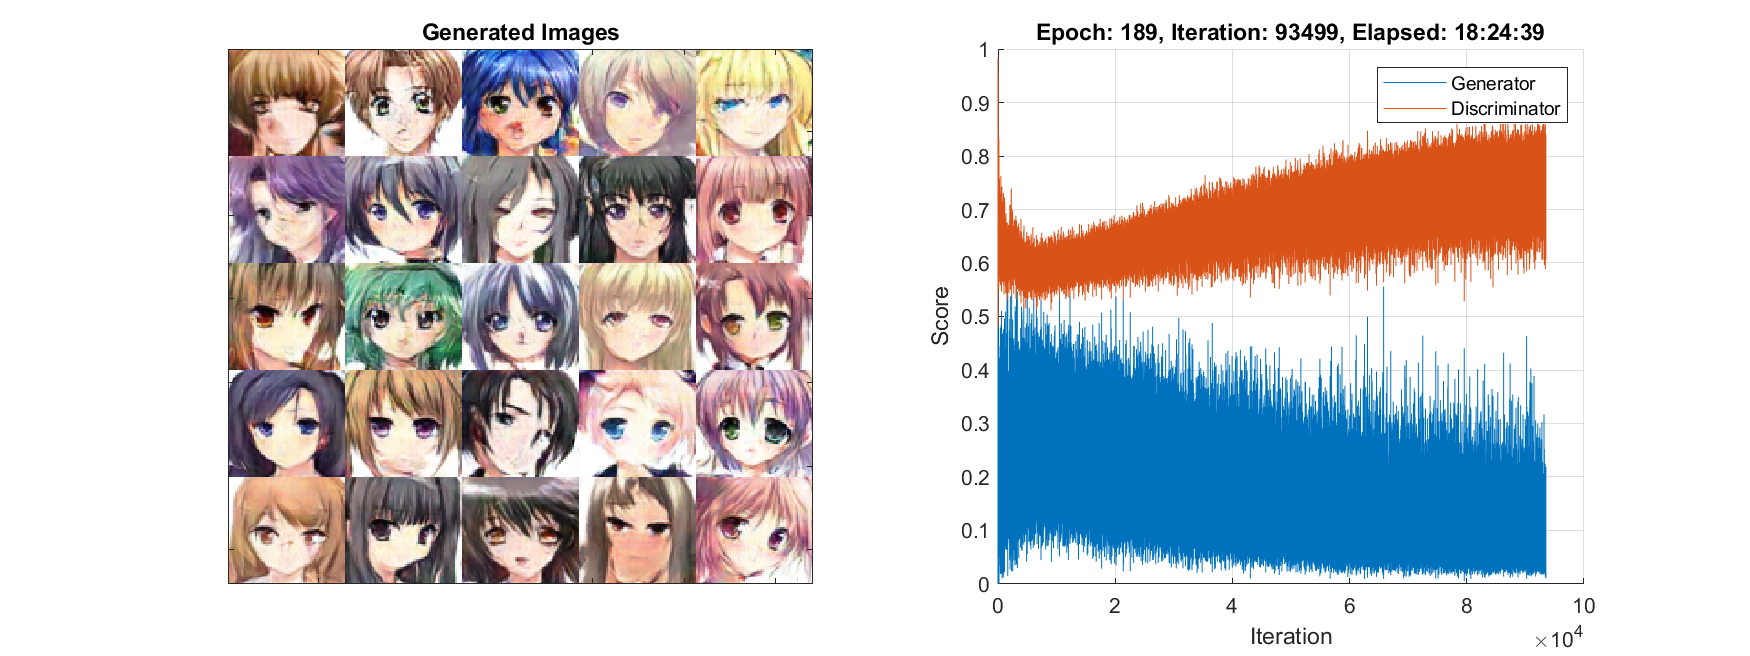 Generated Images
Epoch: 189, Iteration: 93499, Elapsed: 18:24:39
Generator
Discriminator
Score
1
0.9
0.8
0.7
0.6
0.5
0.4
0.3
0.2
0.1
0
0 2 4 6 8 10
Iteration
×10⁴